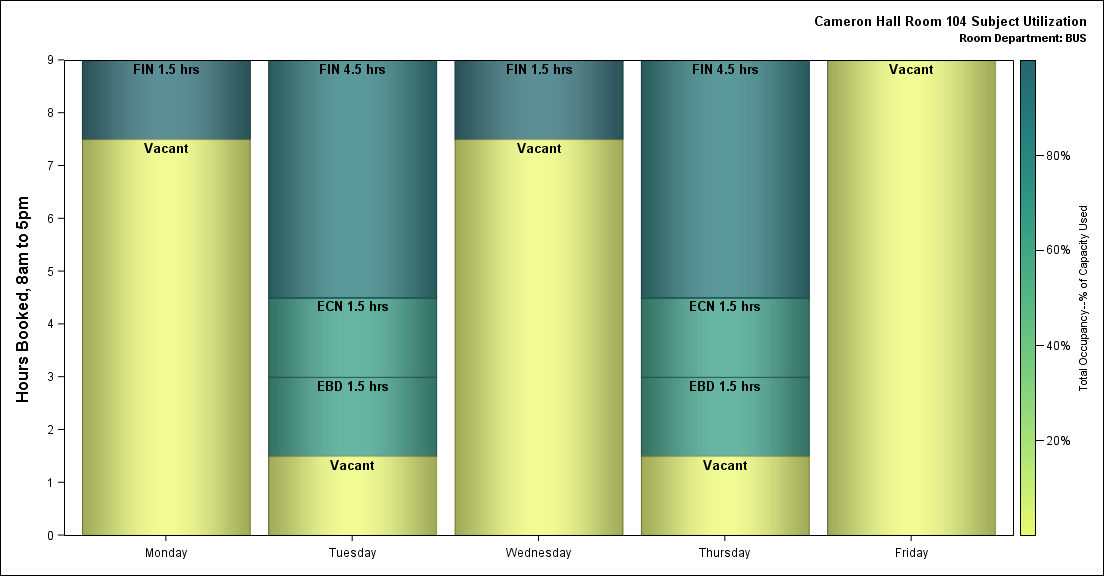 Cameron Hall Room 104 Subject Utilization
Room Department: BUS
Hours Booked, 8am to 5pm
9
8
7
6
5
4
3
2
1
0
FIN 1.5 hrs
Vacant
FIN 4.5 hrs
ECN 1.5 hrs
EBD 1.5 hrs
Vacant
FIN 1.5 hrs
Vacant
FIN 4.5 hrs
ECN 1.5 hrs
EBD 1.5 hrs
Vacant
Vacant
Monday
Tuesday
Wednesday
Thursday
Friday
80%
60%
40%
20%
Total Occupancy--% of Capacity Used